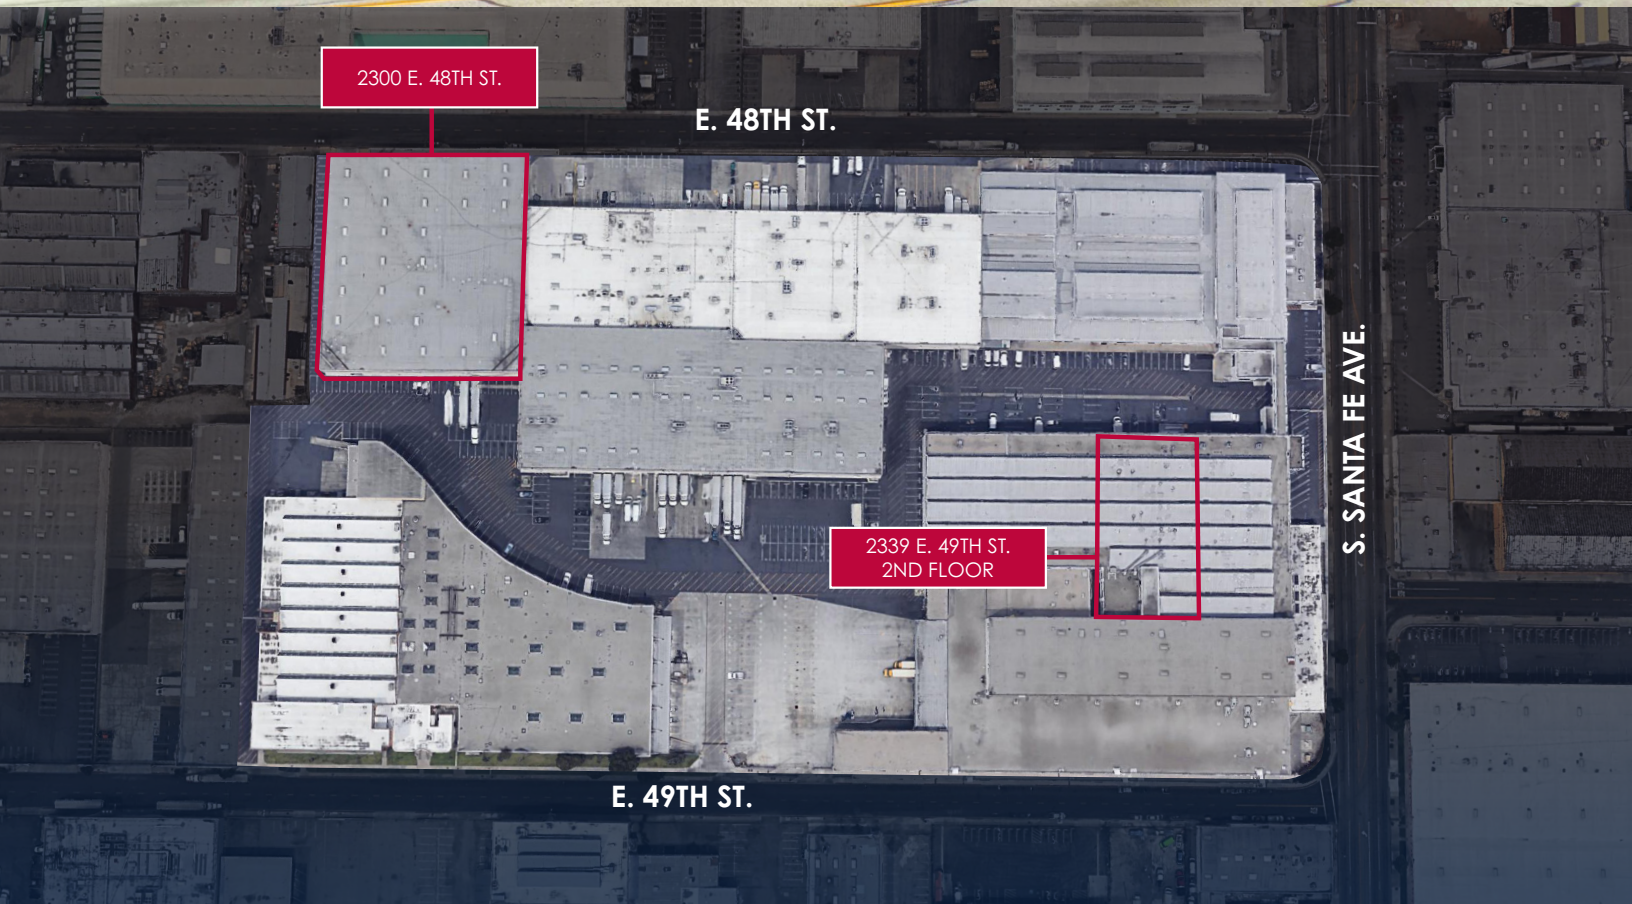 2300 E. 48TH ST.
E. 48TH ST.
S. SANTA FE AVE.
2339 E. 49TH ST.
2ND FLOOR
E. 49TH ST.